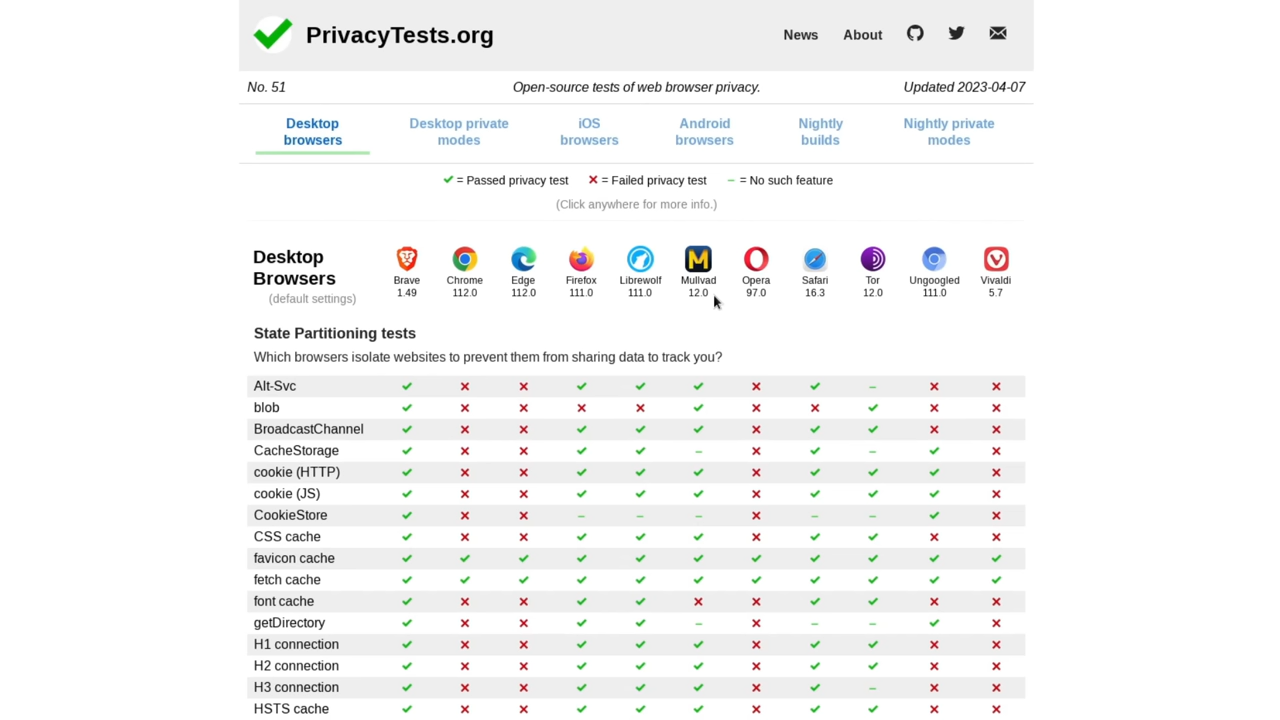 PrivacyTests.org
News About
No. 51 Open-source tests of web browser privacy. Updated 2023-04-07
Desktop browsers Desktop private modes iOS browsers Android browsers Nightly builds Nightly private modes
✓ = Passed privacy test ✕ = Failed privacy test – = No such feature
(Click anywhere for more info.)
Desktop Browsers
(default settings)
Brave 1.49
Chrome 112.0
Edge 112.0
Firefox 111.0
Librewolf 111.0
Mullvad 12.0
Opera 97.0
Safari 16.3
Tor 12.0
Ungoogled 111.0
Vivaldi 5.7
State Partitioning tests
Which browsers isolate websites to prevent them from sharing data to track you?
Alt-Svc
blob
BroadcastChannel
CacheStorage
cookie (HTTP)
cookie (JS)
CookieStore
CSS cache
favicon cache
fetch cache
font cache
getDirectory
H1 connection
H2 connection
H3 connection
HSTS cache